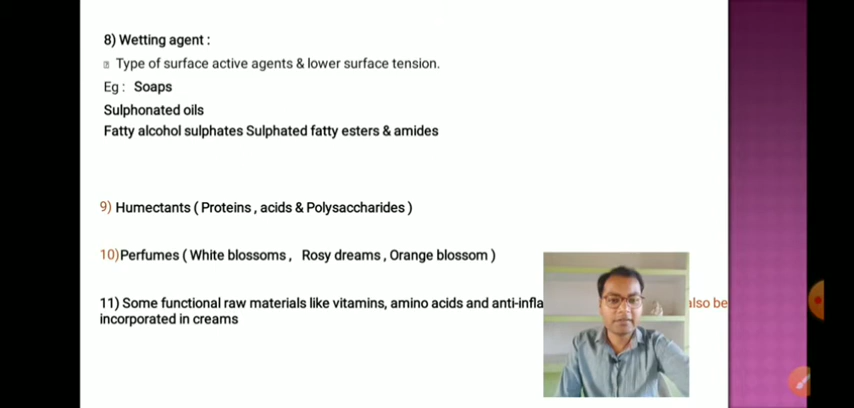 8) Wetting agent :
Type of surface active agents & lower surface tension.
Eg : Soaps
Sulphonated oils
Fatty alcohol sulphates Sulphated fatty esters & amides
9) Humectants ( Proteins , acids & Polysaccharides )
10)Perfumes ( White blossoms , Rosy dreams , Orange blossom )
11) Some functional raw materials like vitamins, amino acids and also be
incorporated in creams